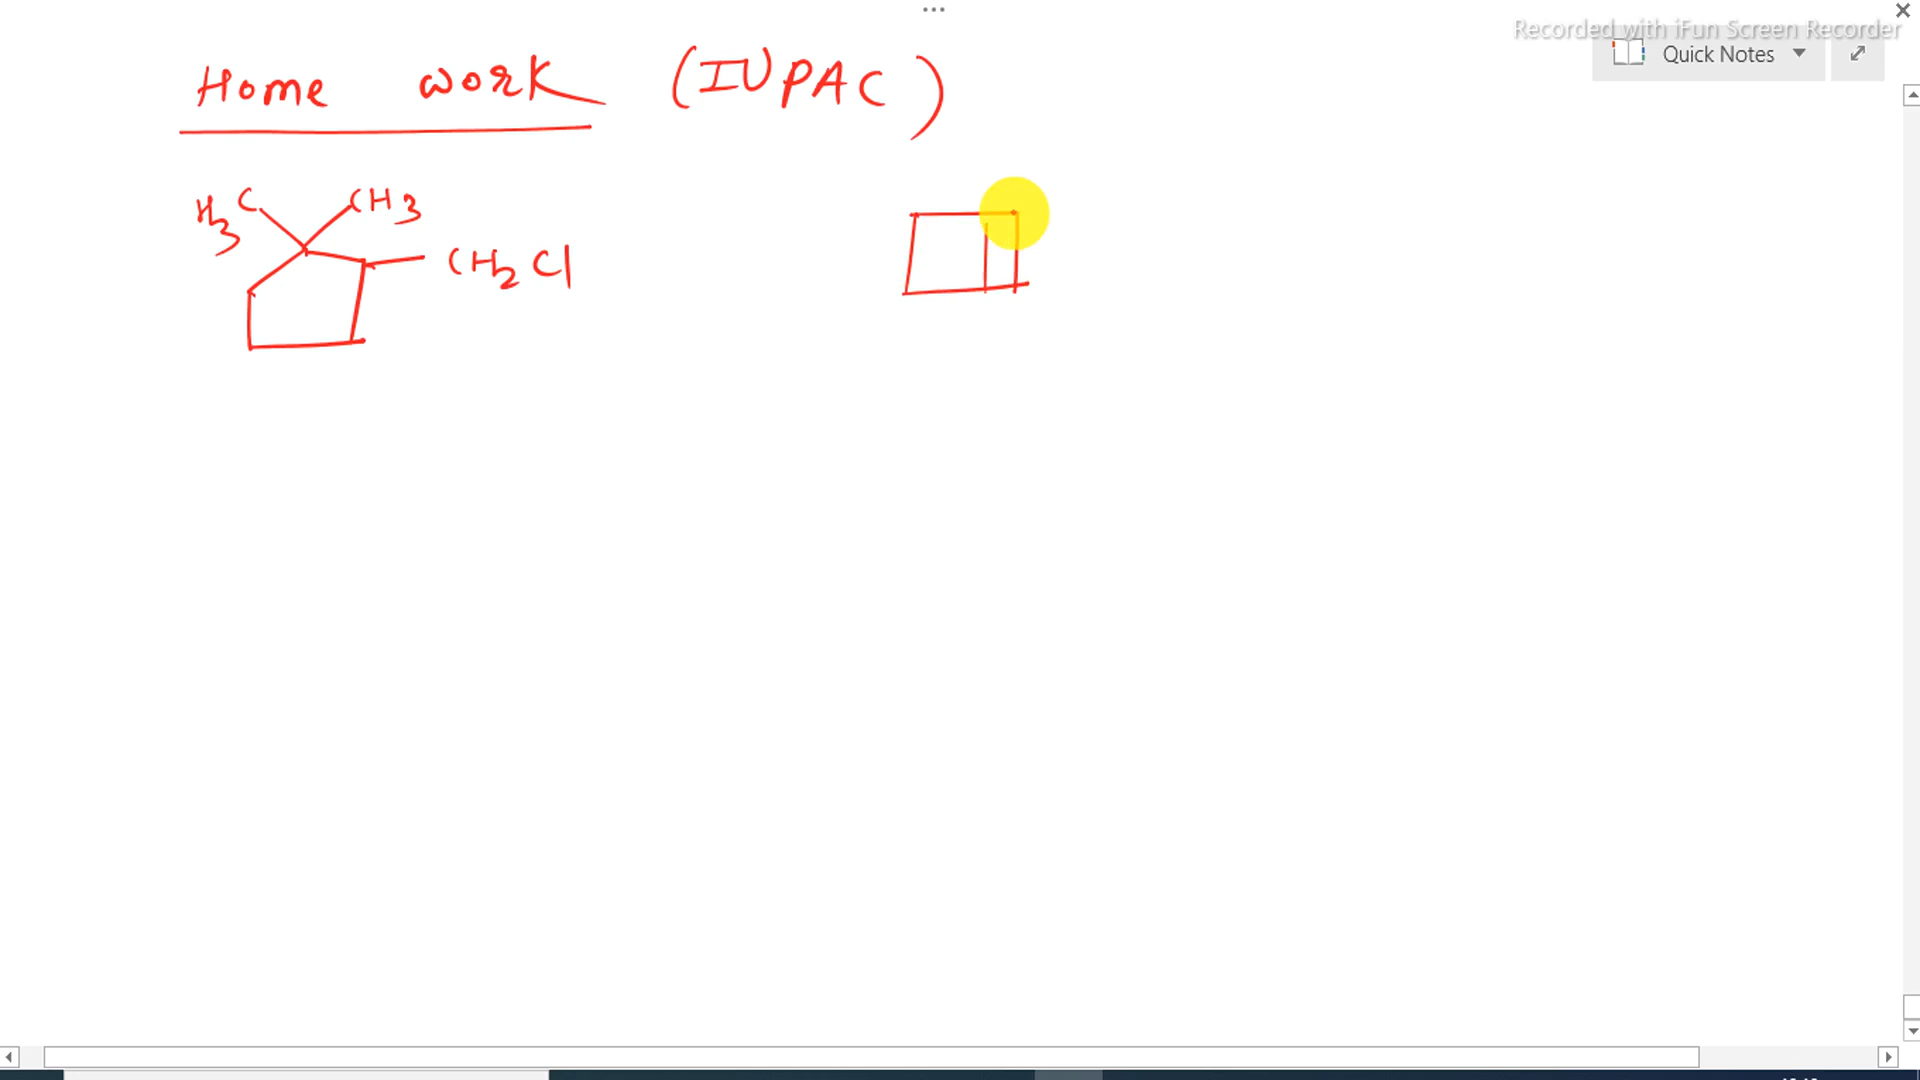 Recorded with iFun Screen Recorder
Quick Notes
Home work (IUPAC)
H3C CH3
CH2Cl